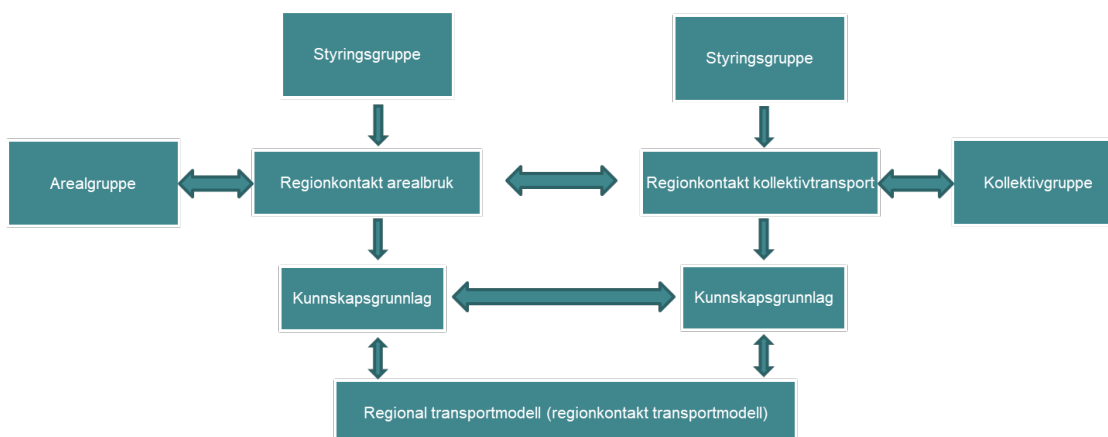 Styringsgruppe
Styringsgruppe
Arealgruppe
Regionkontakt arealbruk
Regionkontakt kollektivtransport
Kollektivgruppe
Kunnskapsgrunnlag
Kunnskapsgrunnlag
Regional transportmodell (regionkontakt transportmodell)